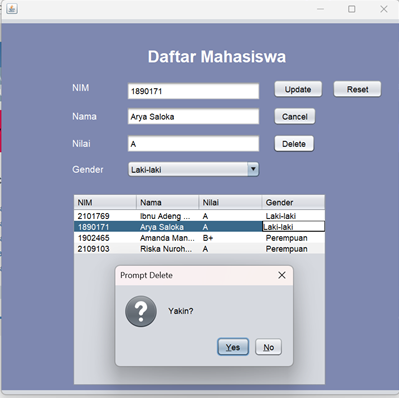 Daftar Mahasiswa
NIM 1890171 Update Reset
Nama Arya Saloka Cancel
Nilai A Delete
Gender Laki-laki
NIM Nama Nilai Gender
2101769 Ibnu Adeng ... A Laki-laki
1890171 Arya Saloka A Laki-laki
1902465 Amanda Man... B+ Perempuan
2109103 Riska Nuroh... A Perempuan
Prompt Delete
Yakin?
Yes No